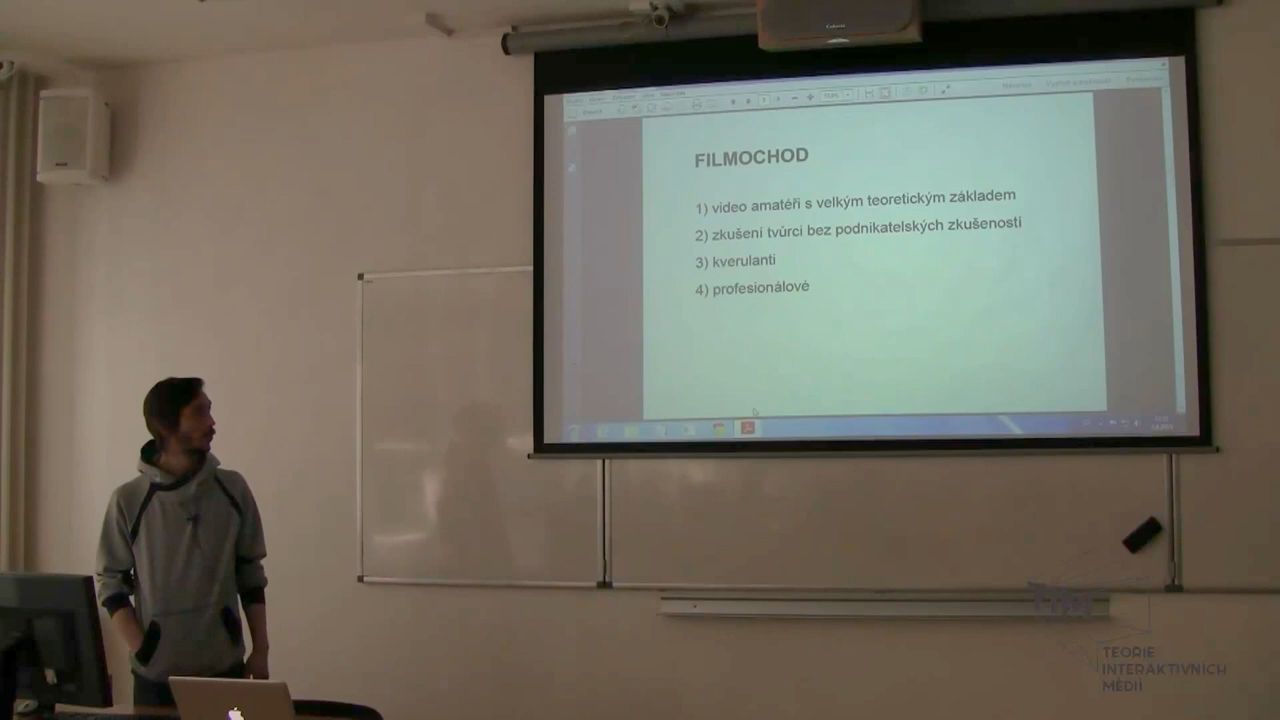 FILMOCHOD
1) video amatéři s velkým teoretickým základem
2) zkušení tvůrci bez podnikatelských zkušeností
3) kverulanti
4) profesionálové
TIM
TEORIE
INTERAKTIVNÍCH
MÉDIÍ